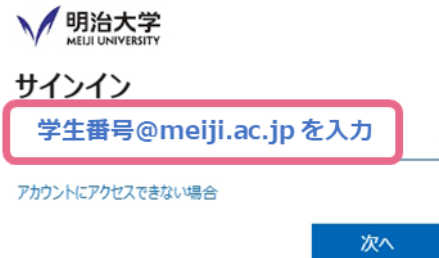 明治大学
MEIJI UNIVERSITY
サインイン
学生番号@meiji.ac.jp を入力
アカウントにアクセスできない場合
次へ